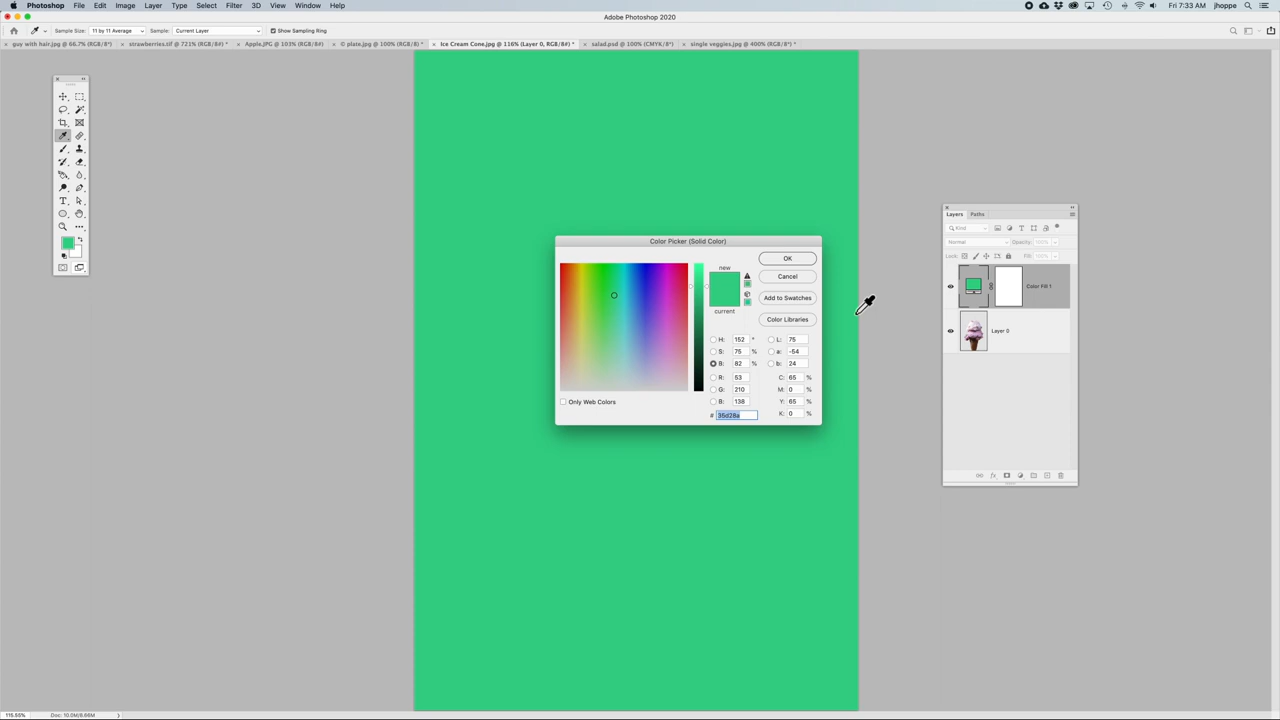 Photoshop File Edit Image Layer Type Select Filter 3D View Window Help 7:33 AM jhoppe
Adobe Photoshop 2020
Sample Size: 11 by 11 Average Sample: Current Layer Show Sampling Ring
× guy with hair.jpg @ 66.7% (RGB/8*) × strawberries.tif @ 721% (RGB/8#) * × Apple.JPG @ 103% (RGB/8#) × © plate.jpg @ 100% (RGB/8) * × Ice Cream Cone.jpg @ 116% (Layer 0, RGB/8#) * × salad.psd @ 100% (CMYK/8*) × single veggies.jpg @ 400% (RGB/8*) *
Layers Paths
Kind
Normal Opacity: 100%
Lock: Fill: 100%
Color Fill 1
Layer 0
Color Picker (Solid Color)
new
current
OK
Cancel
Add to Swatches
Color Libraries
H: 152 ° L: 75
S: 75 % a: -54
B: 82 % b: 24
R: 53 C: 65 %
G: 210 M: 0 %
B: 138 Y: 65 %
# 35d28a K: 0 %
Only Web Colors
115.55% Doc: 10.0M/8.66M